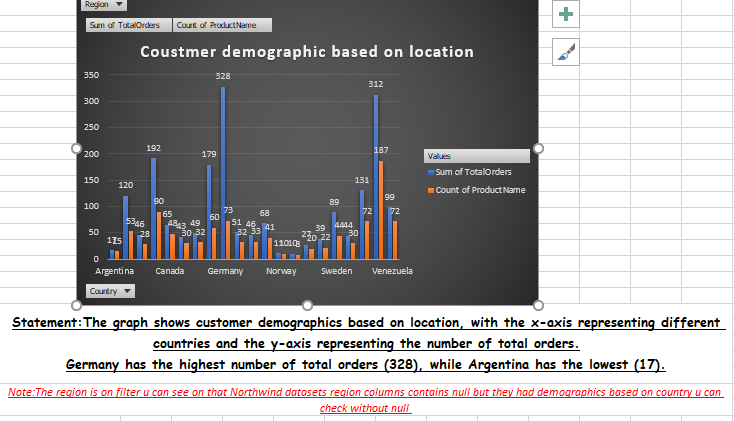 Region
Sum of TotalOrders Count of ProductName
Coustmer demographic based on location
350
300
250
200
150
100
50
0
120 53 46 28 192 90 65 48 43 30 49 32 179 60 328 73 51 32 46 33 68 41 27 20 39 22 89 44 44 30 131 72 312 187 99 72
Argentina Canada Germany Norway Sweden Venezuela
Values
Sum of TotalOrders
Count of ProductName
Country
Statement:The graph shows customer demographics based on location, with the x-axis representing different
countries and the y-axis representing the number of total orders.
Germany has the highest number of total orders (328), while Argentina has the lowest (17).
Note:The region is on filter u can see on that Northwind datasets region columns contains null but they had demographics based on country u can
check without null